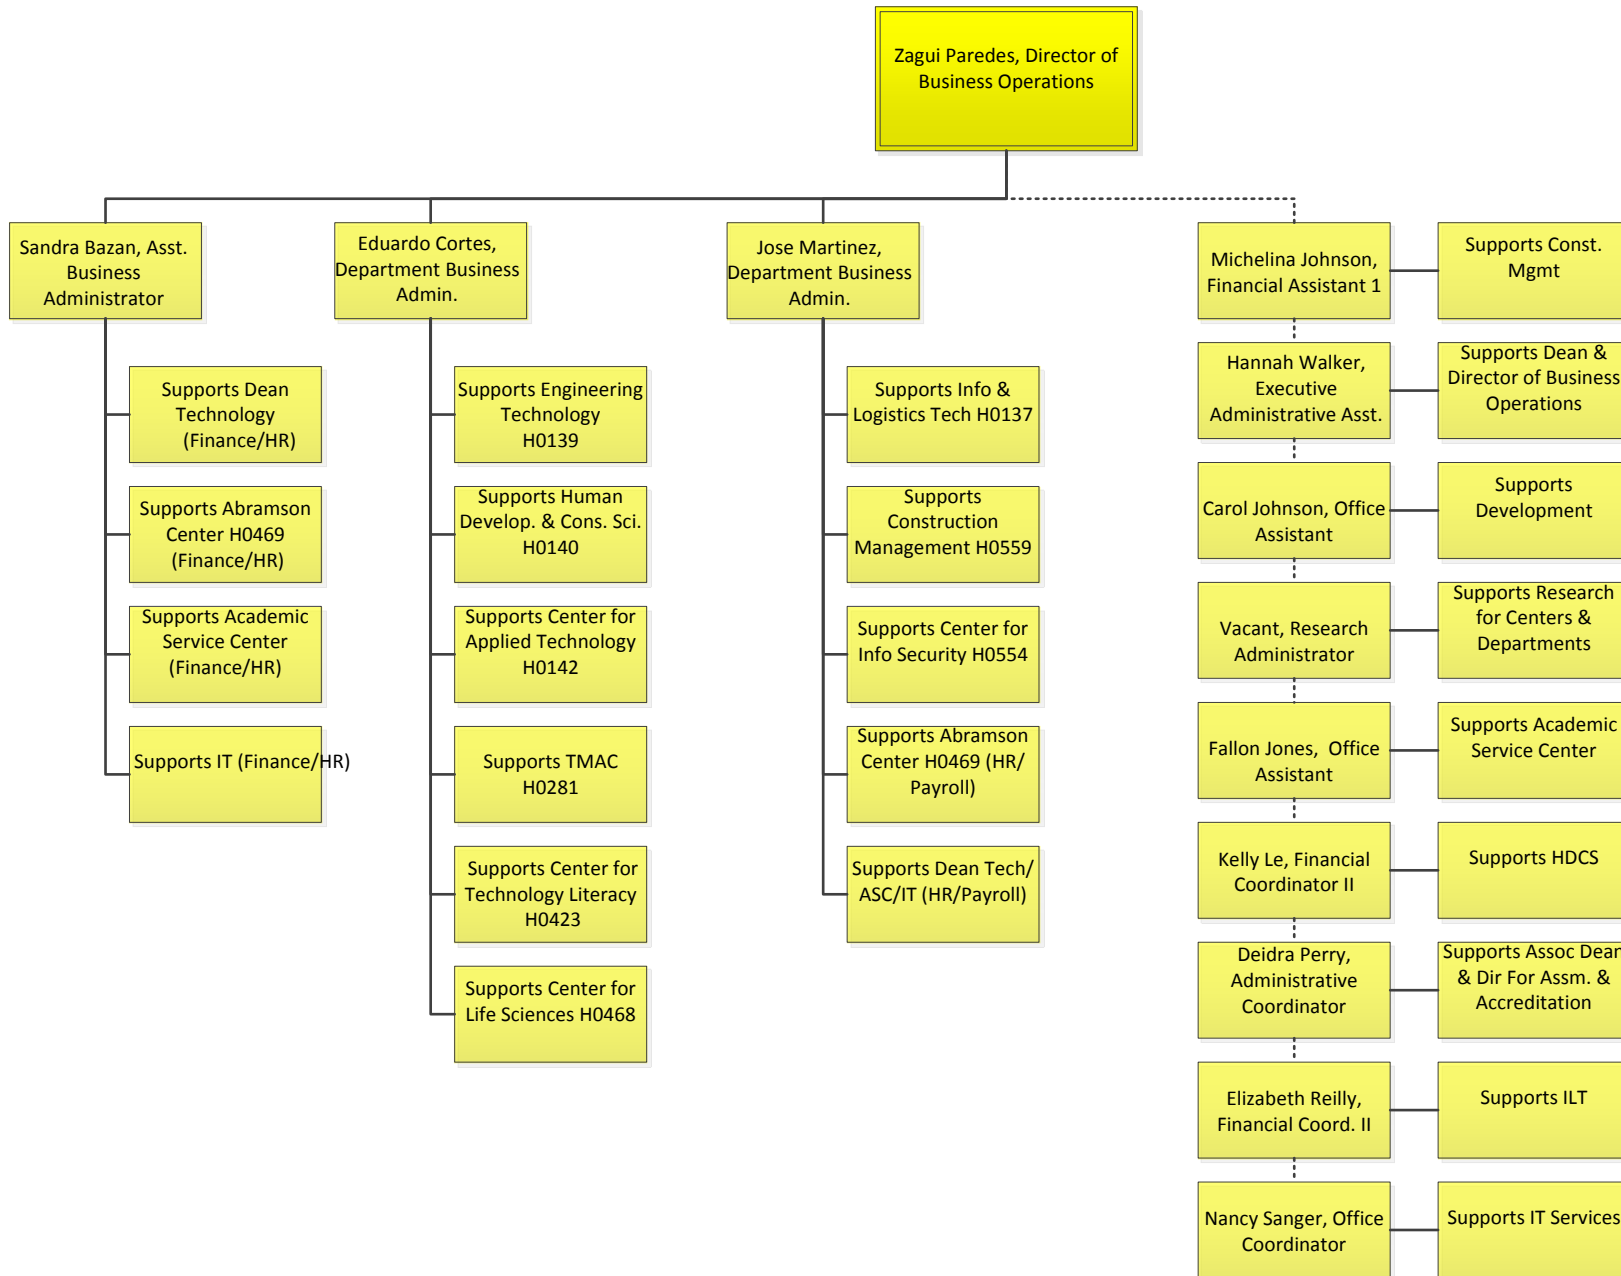 Zagui Paredes, Director of
Business Operations
Sandra Bazan, Asst.
Business
Administrator
Supports Dean
Technology
(Finance/HR)
Supports Abramson
Center H0469
(Finance/HR)
Supports Academic
Service Center
(Finance/HR)
Supports IT (Finance/HR)
Eduardo Cortes,
Department Business
Admin.
Supports Engineering
Technology
H0139
Supports Human
Develop. & Cons. Sci.
H0140
Supports Center for
Applied Technology
H0142
Supports TMAC
H0281
Supports Center for
Technology Literacy
H0423
Supports Center for
Life Sciences H0468
Jose Martinez,
Department Business
Admin.
Supports Info &
Logistics Tech H0137
Supports
Construction
Management H0559
Supports Center for
Info Security H0554
Supports Abramson
Center H0469 (HR/
Payroll)
Supports Dean Tech/
ASC/IT (HR/Payroll)
Michelina Johnson,
Financial Assistant 1
Supports Const.
Mgmt
Hannah Walker,
Executive
Administrative Asst.
Supports Dean &
Director of Business
Operations
Carol Johnson, Office
Assistant
Supports
Development
Vacant, Research
Administrator
Supports Research
for Centers &
Departments
Fallon Jones, Office
Assistant
Supports Academic
Service Center
Kelly Le, Financial
Coordinator II
Supports HDCS
Deidra Perry,
Administrative
Coordinator
Supports Assoc Dean
& Dir For Assm. &
Accreditation
Elizabeth Reilly,
Financial Coord. II
Supports ILT
Nancy Sanger, Office
Coordinator
Supports IT Services